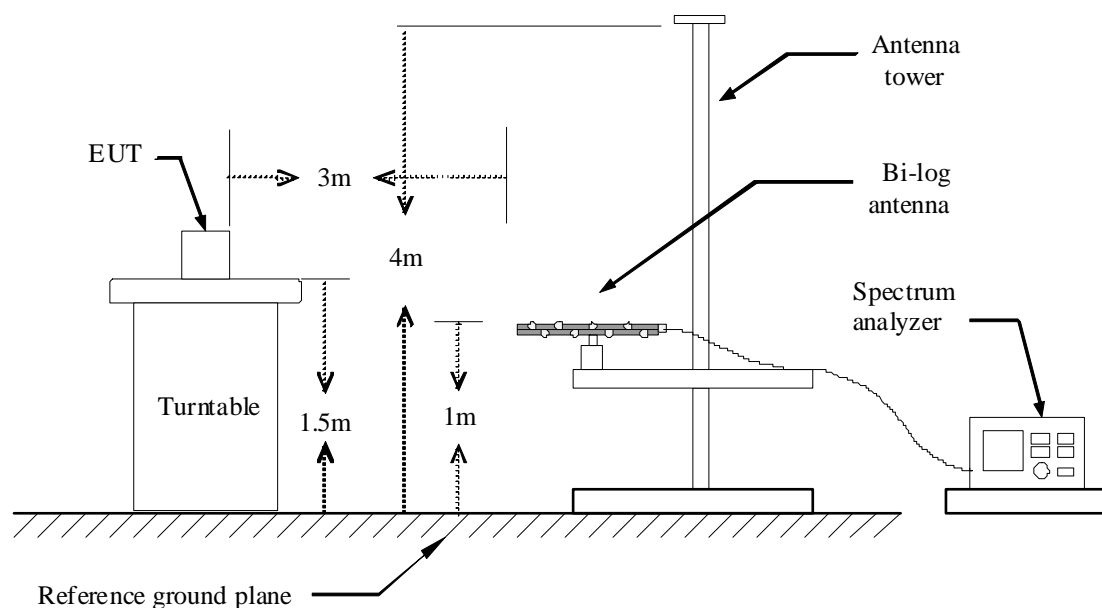 Antenna
tower
EUT
3m
Bi-log
antenna
4m
Spectrum
analyzer
Turntable
1.5m
1m
Reference ground plane